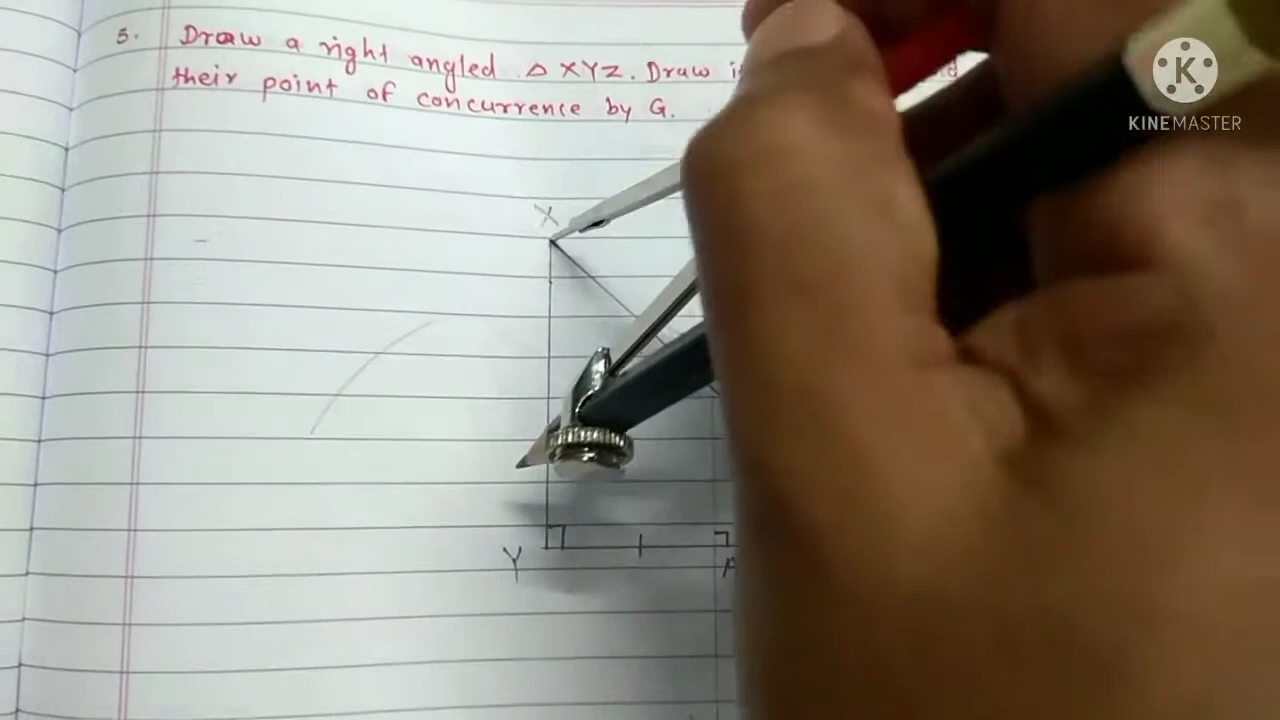 5. Draw a right angled △ XYZ. Draw
their point of concurrence by G.
K
KINEMASTER
X
Y